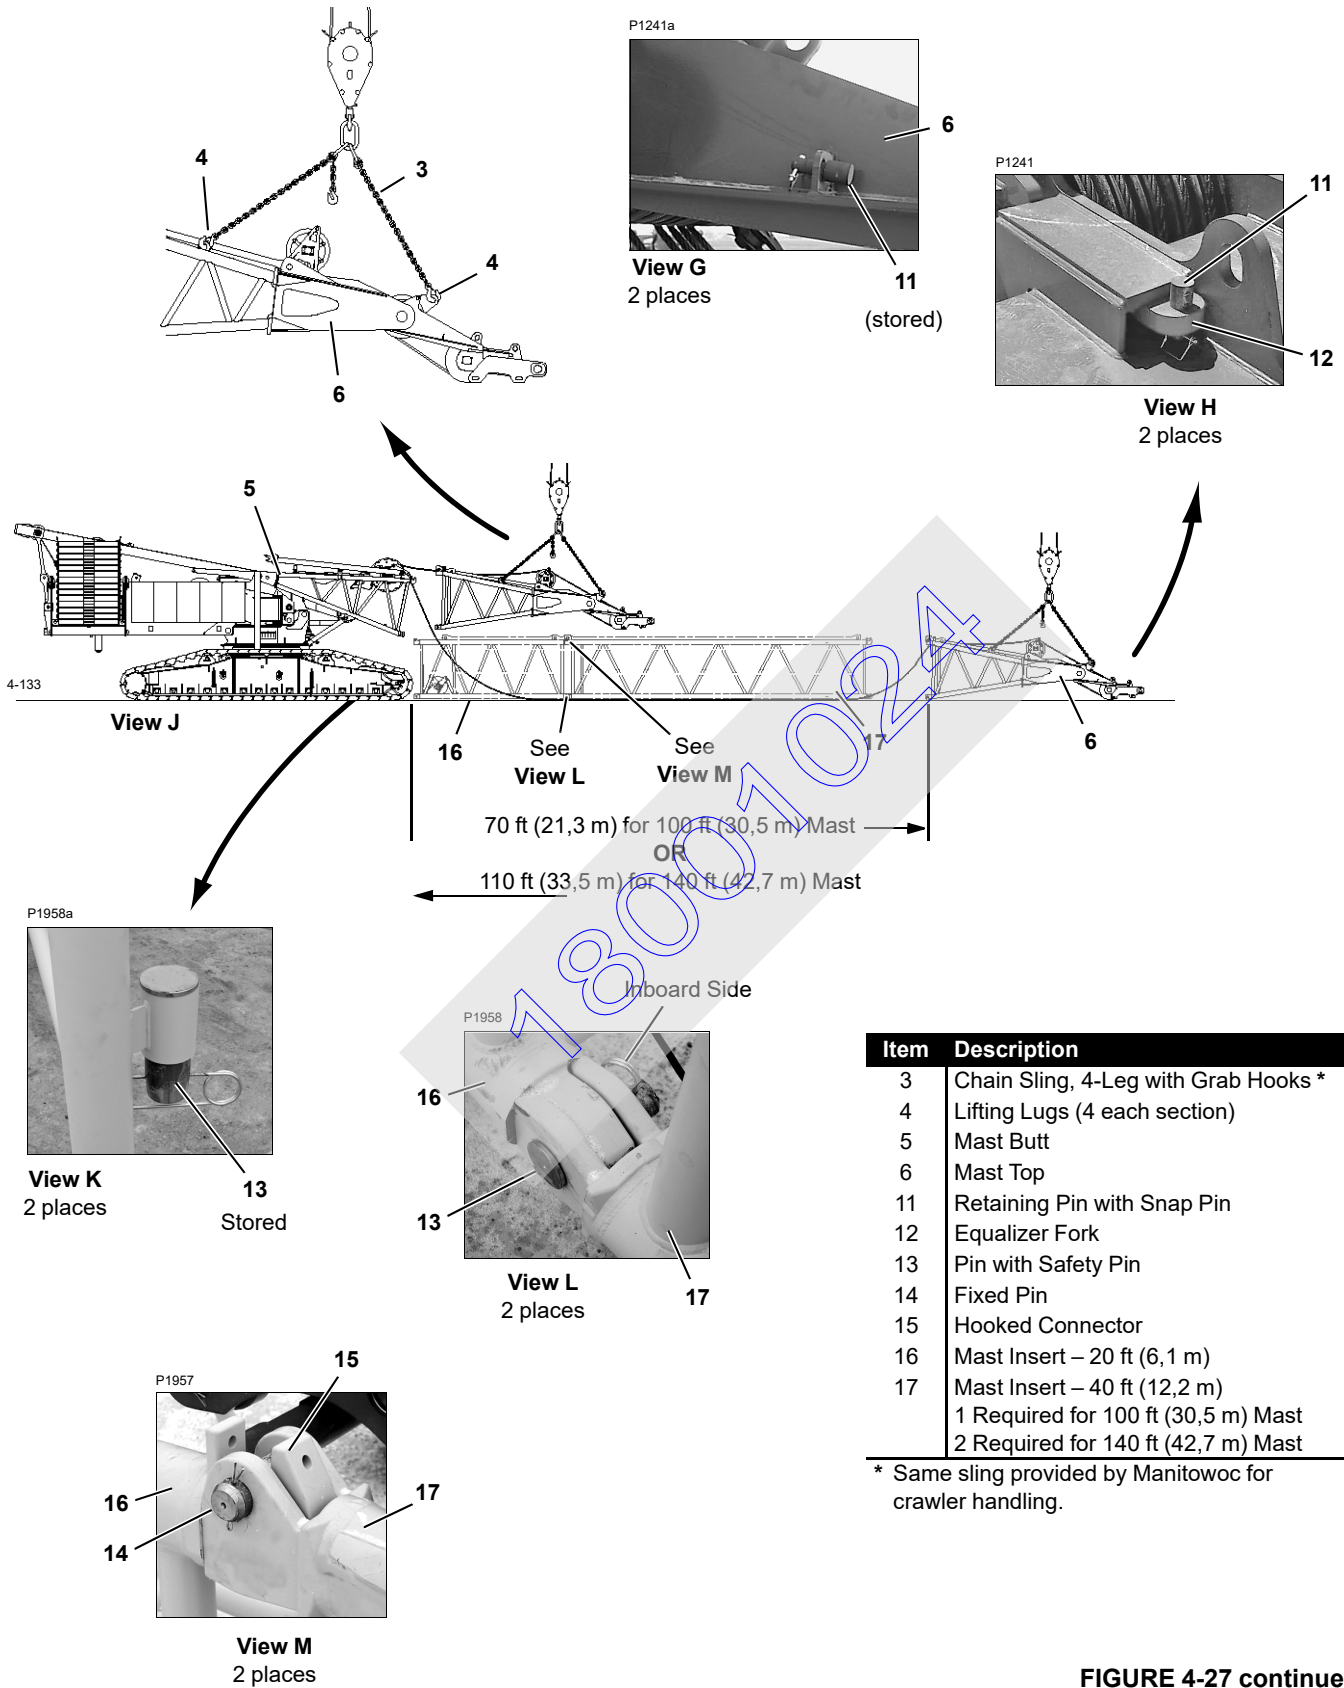 P1241a
6
11
(stored)
View G
2 places
P1241
11
12
View H
2 places
4
3
4
6
5
4-133
View J
16
See
View L
See
View M
17
6
70 ft (21,3 m) for 100 ft (30,5 m) Mast
OR
110 ft (33,5 m) for 140 ft (42,7 m) Mast
18001024
P1958a
View K
2 places
13
Stored
Inboard Side
P1958
16
13
17
View L
2 places
Item Description
3 Chain Sling, 4-Leg with Grab Hooks *
4 Lifting Lugs (4 each section)
5 Mast Butt
6 Mast Top
11 Retaining Pin with Snap Pin
12 Equalizer Fork
13 Pin with Safety Pin
14 Fixed Pin
15 Hooked Connector
16 Mast Insert – 20 ft (6,1 m)
17 Mast Insert – 40 ft (12,2 m)
1 Required for 100 ft (30,5 m) Mast
2 Required for 140 ft (42,7 m) Mast
* Same sling provided by Manitowoc for
crawler handling.
P1957
15
16
14
17
View M
2 places
FIGURE 4-27 continue